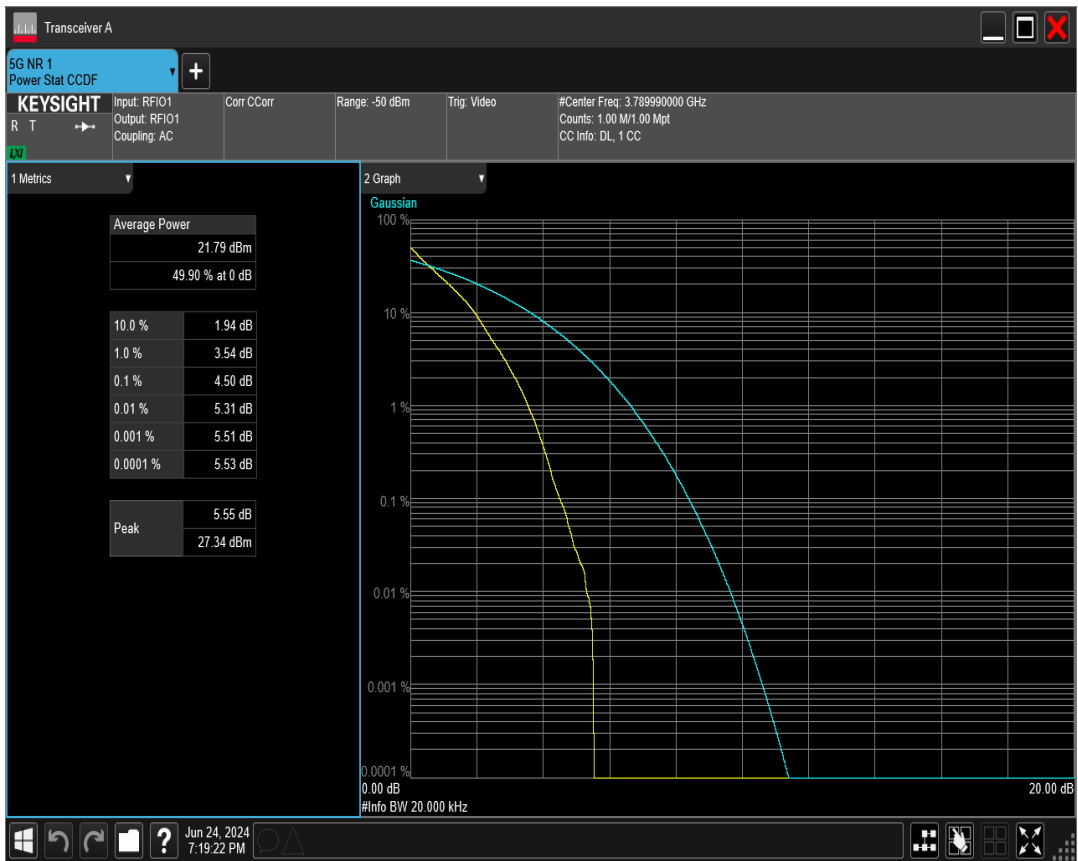 Transceiver A
5G NR 1
Power Stat CCDF
+
KEYSIGHT
R T
LXI
Input: RFIO1
Output: RFIO1
Coupling: AC
Corr CCorr
Range: -50 dBm
Trig: Video
#Center Freq: 3.789990000 GHz
Counts: 1.00 M/1.00 Mpt
CC Info: DL, 1 CC
1 Metrics
Average Power
21.79 dBm
49.90 % at 0 dB
10.0 % 1.94 dB
1.0 % 3.54 dB
0.1 % 4.50 dB
0.01 % 5.31 dB
0.001 % 5.51 dB
0.0001 % 5.53 dB
Peak
5.55 dB
27.34 dBm
2 Graph
Gaussian
100 %
10 %
1 %
0.1 %
0.01 %
0.001 %
0.0001 %
0.00 dB 20.00 dB
#Info BW 20.000 kHz
?
Jun 24, 2024
7:19:22 PM